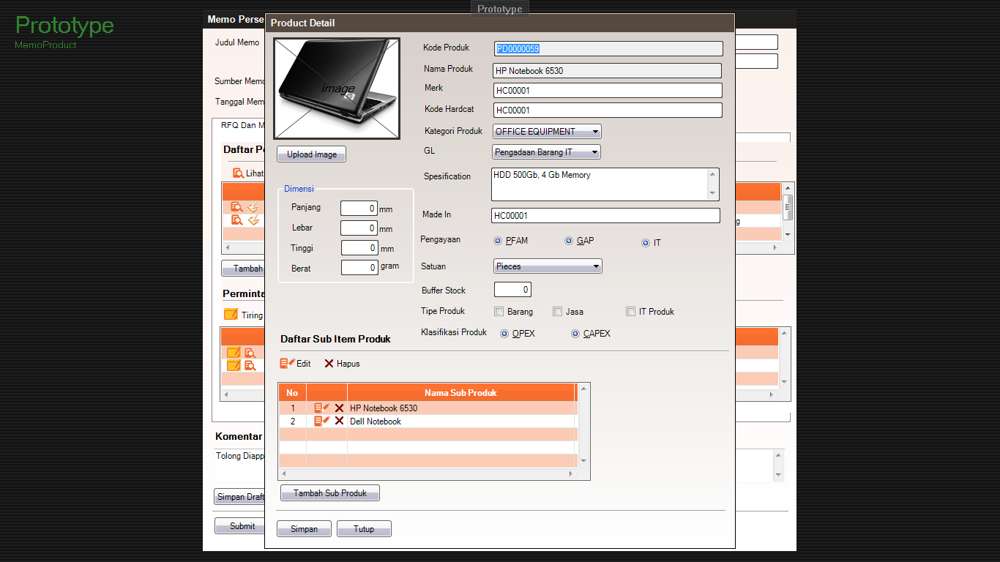 Prototype
Prototype
MemoProduct
Memo Perse
Judul Memo
Sumber Memo
Tanggal Mem
RFQ Dan M
Daftar Pe
Lihat
Tambah
Perminta
Tiring
Komentar
Tolong Diapp
Simpan Draft
Submit
g
Product Detail
image
hp
Upload Image
Dimensi
Panjang 0 mm
Lebar 0 mm
Tinggi 0 mm
Berat 0 gram
Kode Produk PD0000059
Nama Produk HP Notebook 6530
Merk HC00001
Kode Hardcat HC00001
Kategori Produk OFFICE EQUIPMENT
GL Pengadaan Barang IT
Spesification HDD 500Gb, 4 Gb Memory
Made In HC00001
Pengayaan PFAM GAP IT
Satuan Pieces
Buffer Stock 0
Tipe Produk Barang Jasa IT Produk
Klasifikasi Produk OPEX CAPEX
Daftar Sub Item Produk
Edit Hapus
No Nama Sub Produk
1 HP Notebook 6530
2 Dell Notebook
Tambah Sub Produk
Simpan Tutup